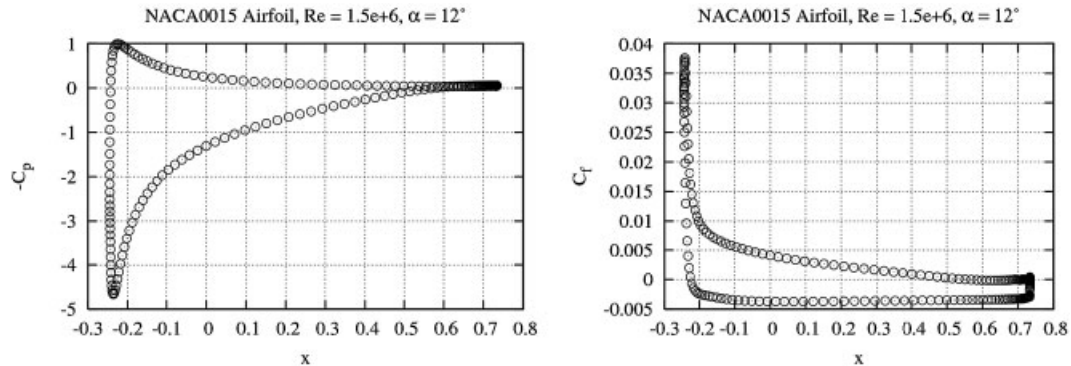 NACA0015 Airfoil, Re = 1.5e+6, α = 12°
1
0
-1
-2
-3
-4
-5
-Cp
-0.3 -0.2 -0.1 0 0.1 0.2 0.3 0.4 0.5 0.6 0.7 0.8
x
NACA0015 Airfoil, Re = 1.5e+6, α = 12°
0.04
0.035
0.03
0.025
0.02
0.015
0.01
0.005
0
-0.005
Cf
-0.3 -0.2 -0.1 0 0.1 0.2 0.3 0.4 0.5 0.6 0.7 0.8
x